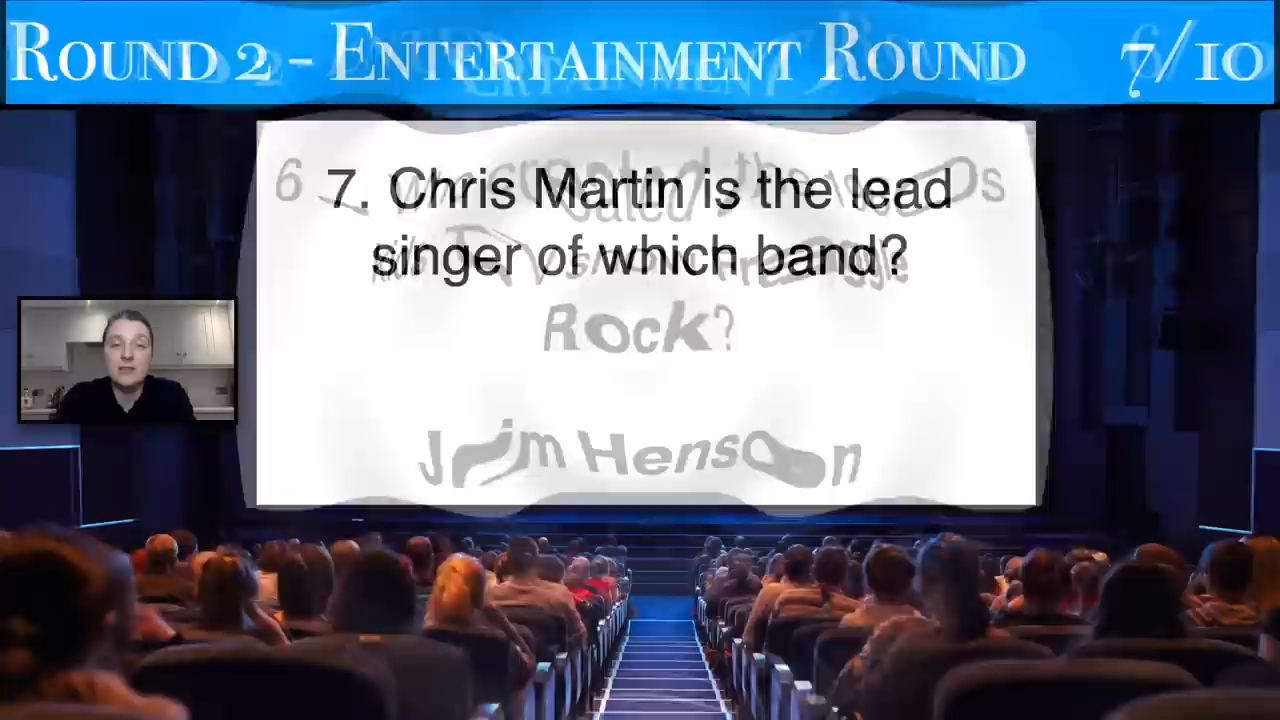 Round 2 - Entertainment Round 7/10
7. Chris Martin is the lead
singer of which band?
Rock?
Jim Henson